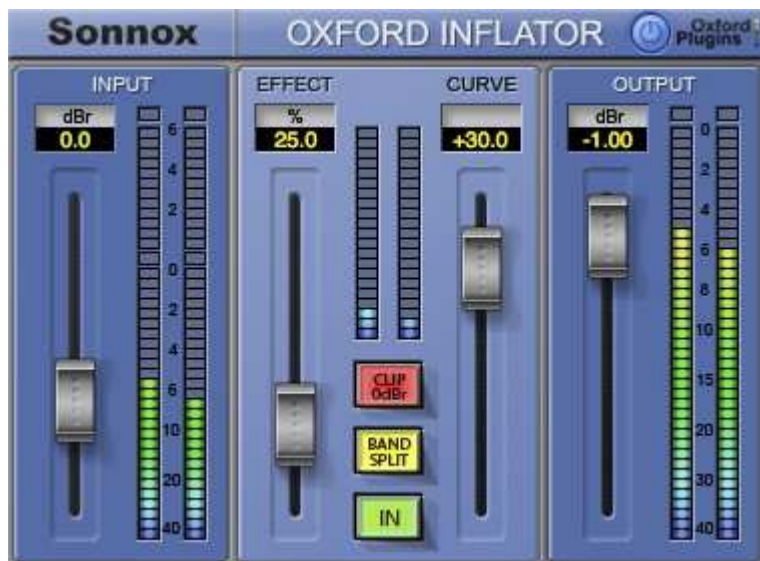 Sonnox
OXFORD INFLATOR
Oxford
Plugins
INPUT
dBr
0.0
6
4
2
0
2
4
6
10
20
40
EFFECT
%
25.0
CURVE
+30.0
CLIP
0dBr
BAND
SPLIT
IN
OUTPUT
dBr
-1.00
0
2
4
6
8
10
15
20
30
40